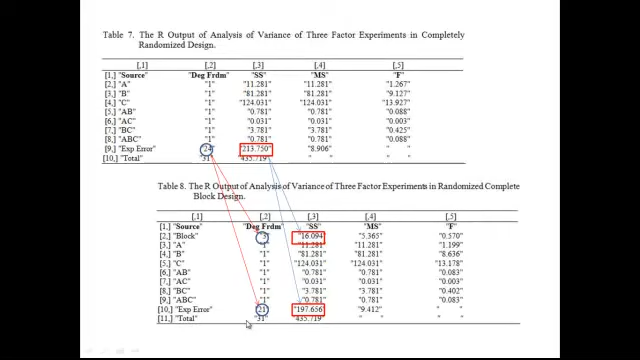 Table 7. The R Output of Analysis of Variance of Three Factor Experiments in Completely
Randomized Design.
[,1] [,2] [,3] [,4] [,5]
[1,] "Source" "Deg Frdm" "SS" "MS" "F"
[2,] "A" "1" "11.281" "11.281" "1.267"
[3,] "B" "1" "81.281" "81.281" "9.127"
[4,] "C" "1" "124.031" "124.031" "13.927"
[5,] "AB" "1" "0.781" "0.781" "0.088"
[6,] "AC" "1" "0.031" "0.031" "0.003"
[7,] "BC" "1" "3.781" "3.781" "0.425"
[8,] "ABC" "1" "0.781" "0.781" "0.088"
[9,] "Exp Error" "24" "213.750" "8.906" " "
[10,] "Total" "31" "435.719" " " " "
Table 8. The R Output of Analysis of Variance of Three Factor Experiments in Randomized Complete
Block Design.
[,1] [,2] [,3] [,4] [,5]
[1,] "Source" "Deg Frdm" "SS" "MS" "F"
[2,] "Block" "3" "16.094" "5.365" "0.570"
[3,] "A" "1" "11.281" "11.281" "1.199"
[4,] "B" "1" "81.281" "81.281" "8.636"
[5,] "C" "1" "124.031" "124.031" "13.178"
[6,] "AB" "1" "0.781" "0.781" "0.083"
[7,] "AC" "1" "0.031" "0.031" "0.003"
[8,] "BC" "1" "3.781" "3.781" "0.402"
[9,] "ABC" "1" "0.781" "0.781" "0.083"
[10,] "Exp Error" "21" "197.656" "9.412" " "
[11,] "Total" "31" "435.719" " " " "